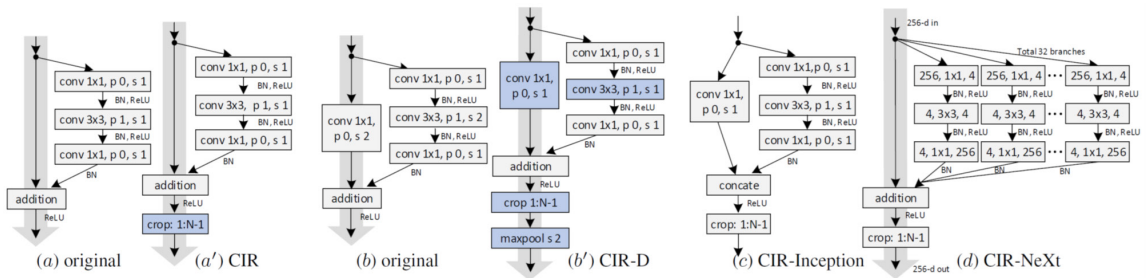 conv 1x1, p 0, s 1
BN, ReLU
conv 3x3, p 1, s 1
BN, ReLU
conv 1x1, p 0, s 1
BN
addition
ReLU
(a) original
conv 1x1, p 0, s 1
BN, ReLU
conv 3x3, p 1, s 1
BN, ReLU
conv 1x1, p 0, s 1
BN
addition
ReLU
crop: 1:N-1
(a′) CIR
conv 1x1,
p 0, s 2
conv 1x1, p 0, s 1
BN, ReLU
conv 3x3, p 1, s 2
BN, ReLU
conv 1x1, p 0, s 1
BN
addition
ReLU
(b) original
conv 1x1,
p 0, s 1
conv 1x1, p 0, s 1
BN, ReLU
conv 3x3, p 1, s 1
BN, ReLU
conv 1x1, p 0, s 1
BN
addition
ReLU
crop 1:N-1
maxpool s 2
(b′) CIR-D
conv 1x1,
p 0, s 1
conv 1x1, p 0, s 1
BN, ReLU
conv 3x3, p 1, s 1
BN, ReLU
conv 1x1, p 0, s 1
BN
concate
ReLU
crop: 1:N-1
(c) CIR-Inception
256-d in
Total 32 branches
256, 1x1, 4 256, 1x1, 4 ··· 256, 1x1, 4
BN, ReLU BN, ReLU BN, ReLU
4, 3x3, 4 4, 3x3, 4 ··· 4, 3x3, 4
BN, ReLU BN, ReLU BN, ReLU
4, 1x1, 256 4, 1x1, 256 ··· 4, 1x1, 256
BN BN BN
addition
ReLU
crop: 1:N-1
256-d out
(d) CIR-NeXt